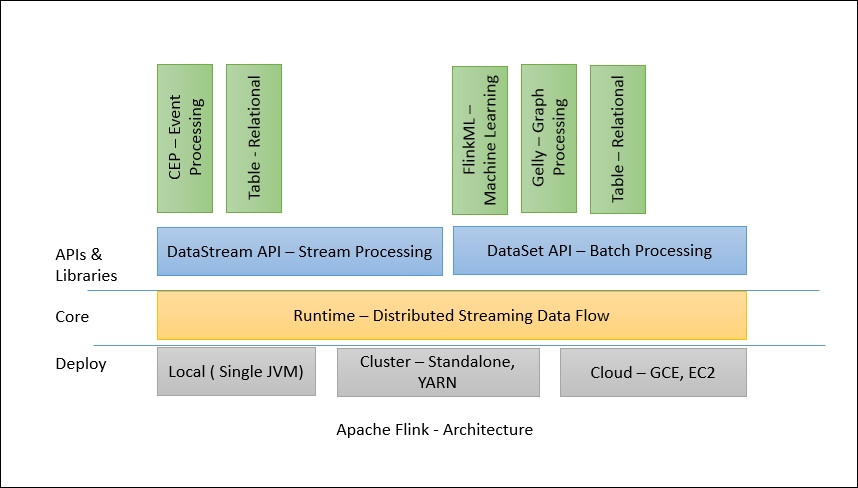 CEP – Event
Processing
Table - Relational
FlinkML –
Machine Learning
Gelly – Graph
Processing
Table – Relational
APIs &
Libraries
DataStream API – Stream Processing
DataSet API – Batch Processing
Core
Runtime – Distributed Streaming Data Flow
Deploy
Local ( Single JVM)
Cluster – Standalone,
YARN
Cloud – GCE, EC2
Apache Flink - Architecture